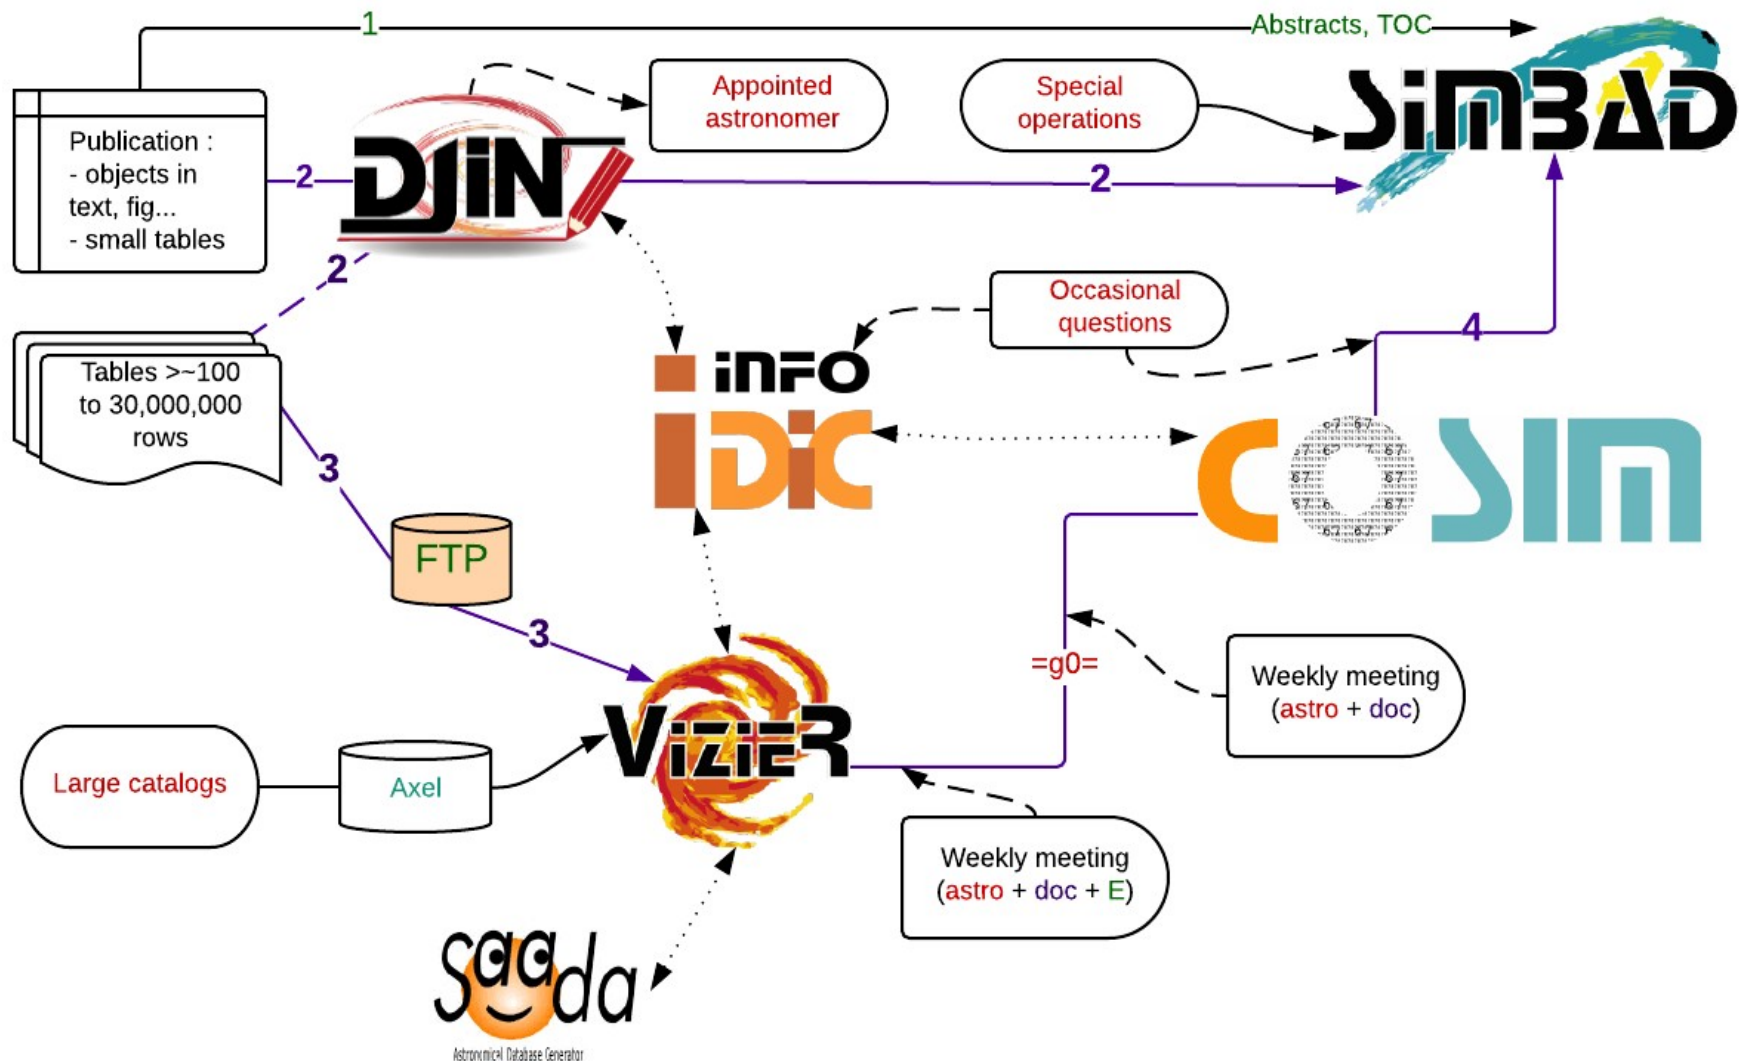 1
Abstracts, TOC
Publication :
- objects in
text, fig...
- small tables
2
DJiN
Appointed
astronomer
Special
operations
SiMBAD
2
2
Tables >~100
to 30,000,000
rows
3
FTP
3
iNFO
iDiC
Occasional
questions
4
COSIM
=g0=
Weekly meeting
(astro + doc)
ViZiER
Large catalogs
Axel
Weekly meeting
(astro + doc + E)
Saada
Astronomical Database Generator